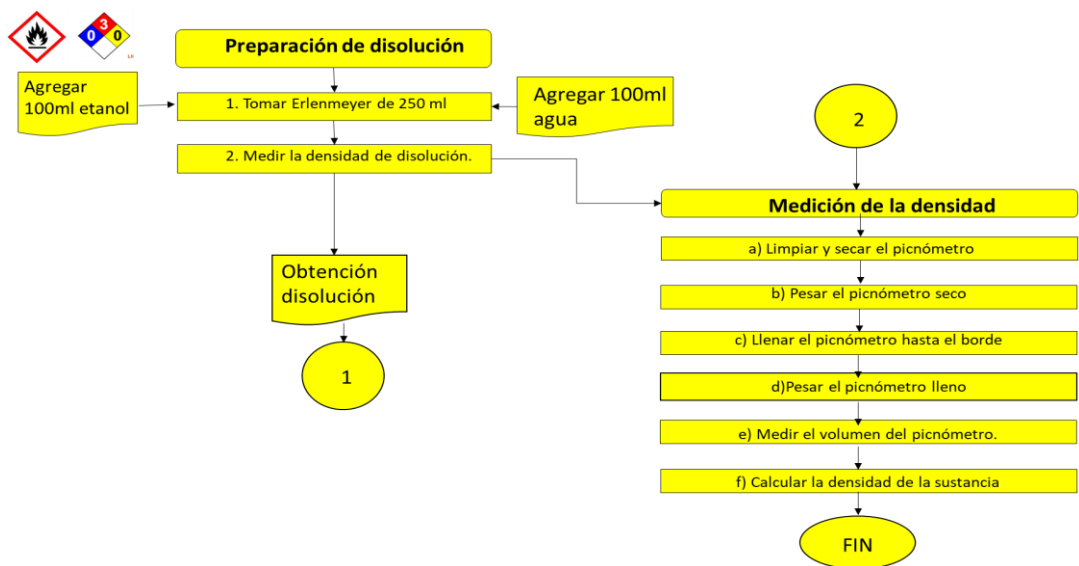 0
3
0
Preparación de disolución
Agregar
100ml etanol
1. Tomar Erlenmeyer de 250 ml
Agregar 100ml
agua
2. Medir la densidad de disolución.
Obtención
disolución
1
2
Medición de la densidad
a) Limpiar y secar el picnómetro
b) Pesar el picnómetro seco
c) Llenar el picnómetro hasta el borde
d)Pesar el picnómetro lleno
e) Medir el volumen del picnómetro.
f) Calcular la densidad de la sustancia
FIN